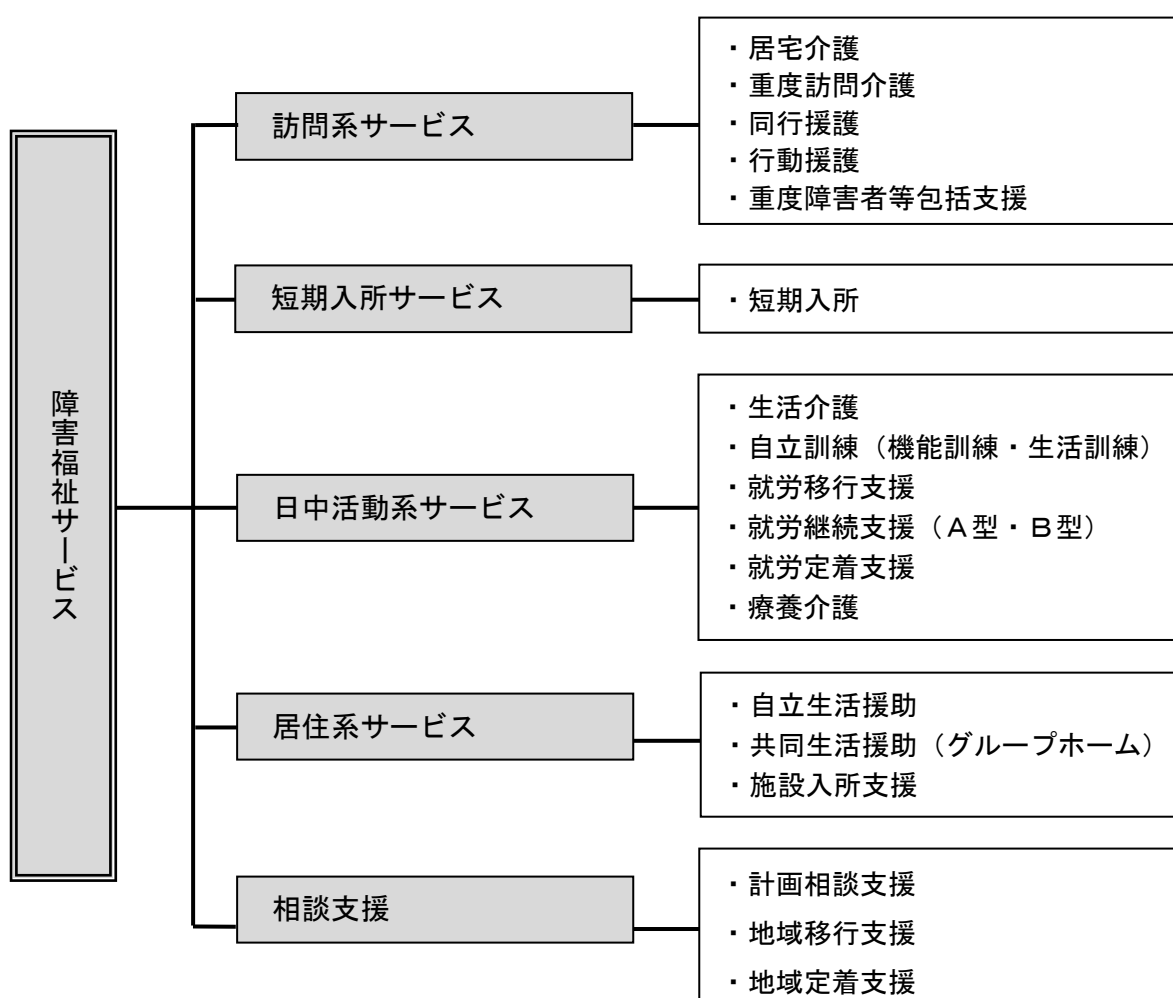 障害福祉サービス
訪問系サービス
・居宅介護
・重度訪問介護
・同行援護
・行動援護
・重度障害者等包括支援
短期入所サービス
・短期入所
日中活動系サービス
・生活介護
・自立訓練（機能訓練・生活訓練）
・就労移行支援
・就労継続支援（Ａ型・Ｂ型）
・就労定着支援
・療養介護
居住系サービス
・自立生活援助
・共同生活援助（グループホーム）
・施設入所支援
相談支援
・計画相談支援
・地域移行支援
・地域定着支援